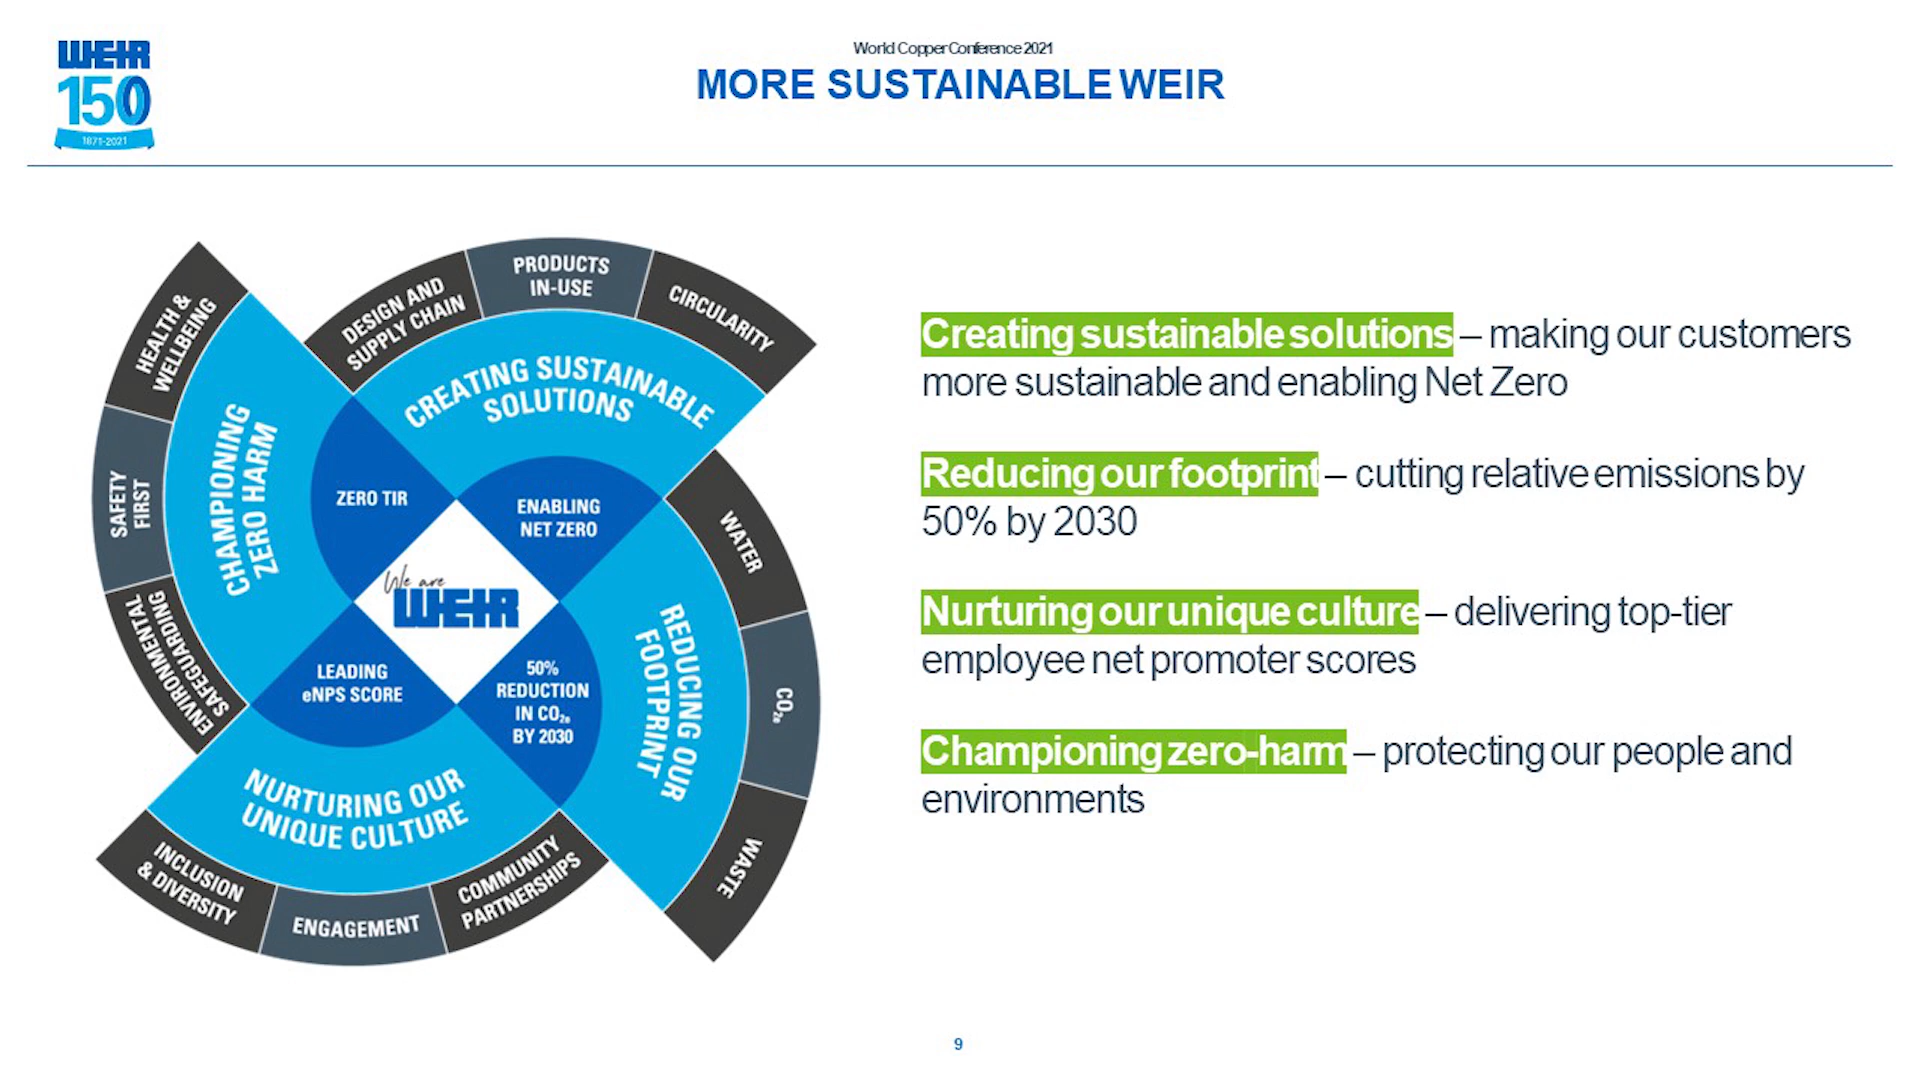 WEIR
150
1871-2021
World Copper Conference 2021
MORE SUSTAINABLE WEIR
HEALTH &
WELLBEING
SAFETY
FIRST
ENVIRONMENTAL
SAFEGUARDING
CHAMPIONING
ZERO HARM
ZERO TIR
DESIGN AND
SUPPLY CHAIN
PRODUCTS
IN-USE
CIRCULARITY
CREATING SUSTAINABLE
SOLUTIONS
ENABLING
NET ZERO
WATER
CO₂e
WASTE
REDUCING OUR
FOOTPRINT
50%
REDUCTION
IN CO₂e
BY 2030
We are
WEIR
LEADING
eNPS SCORE
NURTURING OUR
UNIQUE CULTURE
INCLUSION
& DIVERSITY
ENGAGEMENT
COMMUNITY
PARTNERSHIPS
Creating sustainable solutions – making our customers
more sustainable and enabling Net Zero
Reducing our footprint – cutting relative emissions by
50% by 2030
Nurturing our unique culture – delivering top-tier
employee net promoter scores
Championing zero-harm – protecting our people and
environments
9